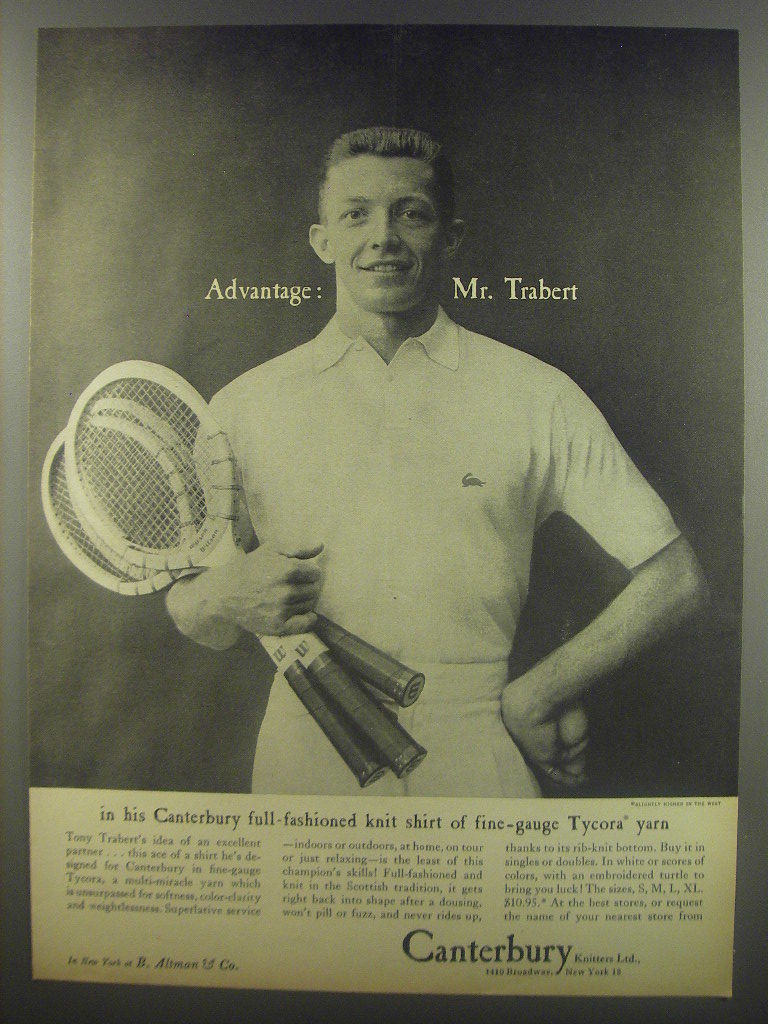 Advantage: Mr. Trabert
W W
*SLIGHTLY HIGHER IN THE WEST
in his Canterbury full-fashioned knit shirt of fine-gauge Tycora® yarn
Tony Trabert's idea of an excellent
partner . . . this ace of a shirt he's de-
signed for Canterbury in fine-gauge
Tycora, a multi-miracle yarn which
is unsurpassed for softness, color-clarity
and weightlessness. Superlative service
—indoors or outdoors, at home, on tour
or just relaxing—is the least of this
champion's skills! Full-fashioned and
knit in the Scottish tradition, it gets
right back into shape after a dousing,
won't pill or fuzz, and never rides up,
thanks to its rib-knit bottom. Buy it in
singles or doubles. In white or scores of
colors, with an embroidered turtle to
bring you luck! The sizes, S, M, L, XL.
$10.95.* At the best stores, or request
the name of your nearest store from
Canterbury Knitters Ltd.,
1410 Broadway, New York 18
In New York at B. Altman & Co.